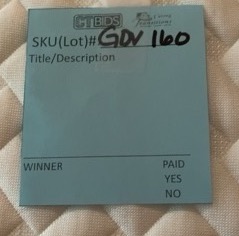 CTBIDS
SKU(Lot)# GDV 160
Title/Description
WINNER PAID
YES
NO